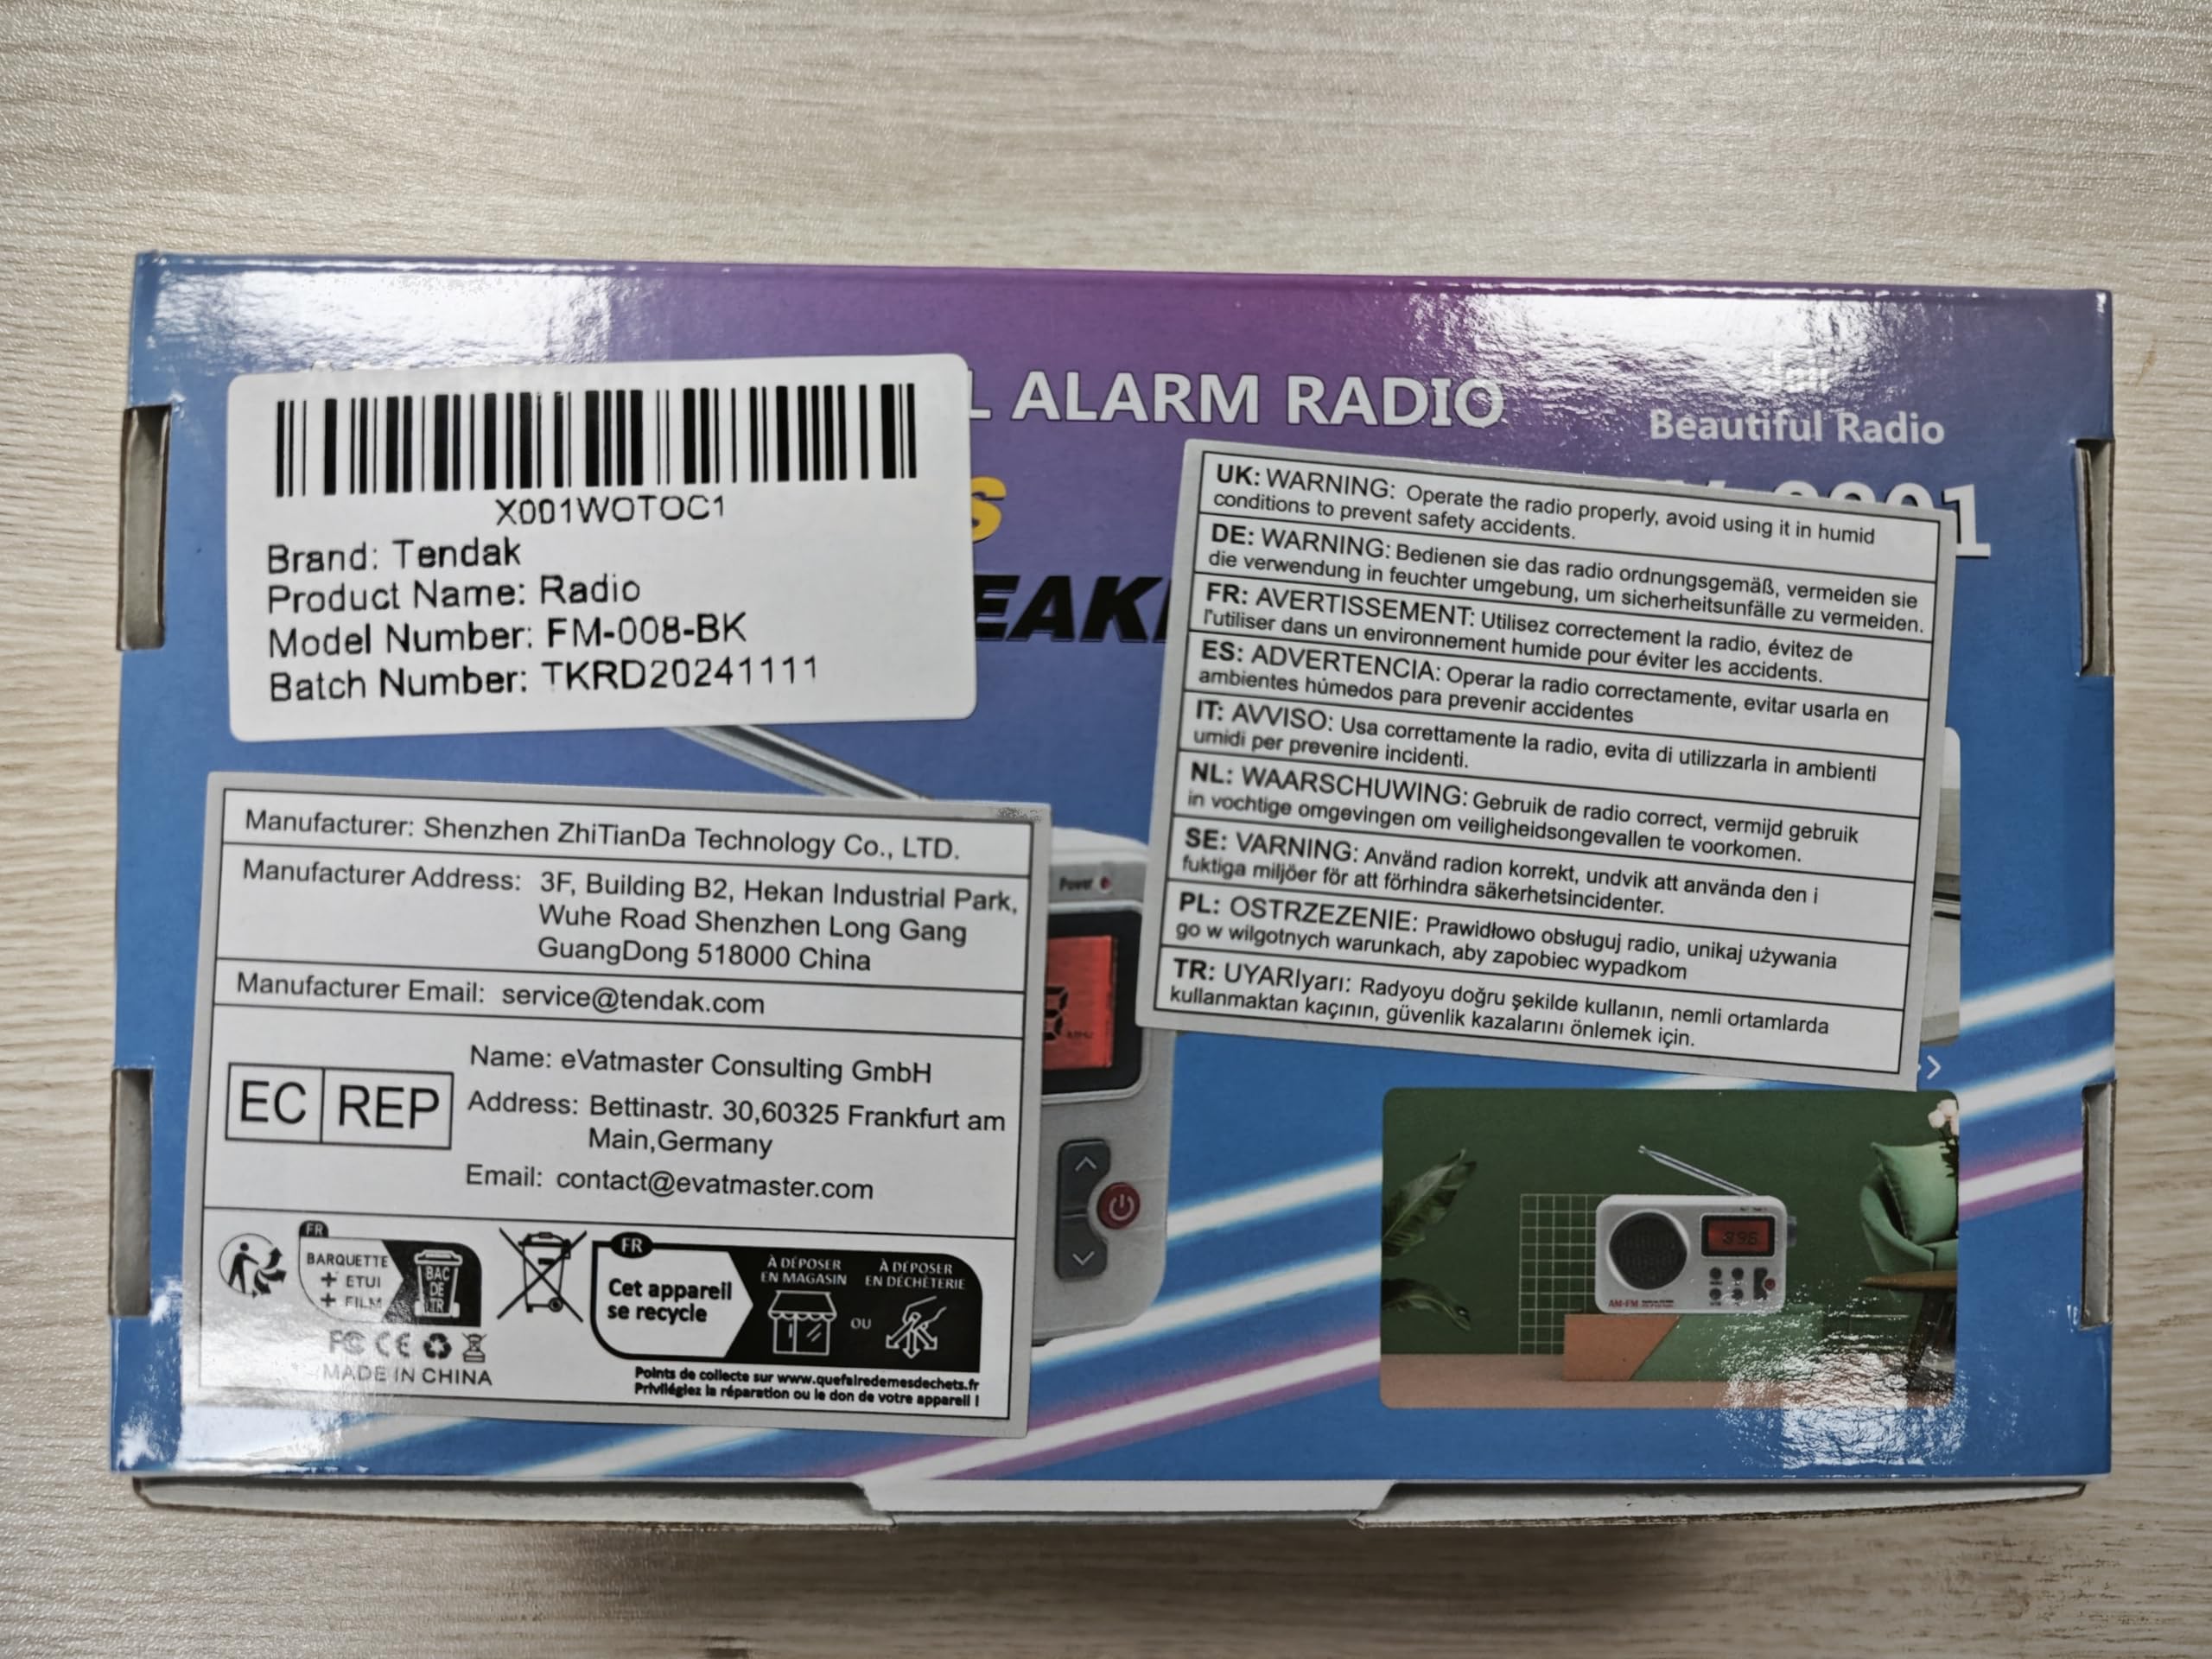 L ALARM RADIO
Beautiful Radio
S
EAK
1
X001WOTOC1
Brand: Tendak
Product Name: Radio
Model Number: FM-008-BK
Batch Number: TKRD20241111
UK: WARNING: Operate the radio properly, avoid using it in humid
conditions to prevent safety accidents.
DE: WARNING: Bedienen sie das radio ordnungsgemäß, vermeiden sie
die verwendung in feuchter umgebung, um sicherheitsunfälle zu vermeiden.
FR: AVERTISSEMENT: Utilisez correctement la radio, évitez de
l'utiliser dans un environnement humide pour éviter les accidents.
ES: ADVERTENCIA: Operar la radio correctamente, evitar usarla en
ambientes húmedos para prevenir accidentes
IT: AVVISO: Usa correttamente la radio, evita di utilizzarla in ambienti
umidi per prevenire incidenti.
NL: WAARSCHUWING: Gebruik de radio correct, vermijd gebruik
in vochtige omgevingen om veiligheidsongevallen te voorkomen.
SE: VARNING: Använd radion korrekt, undvik att använda den i
fuktiga miljöer för att förhindra säkerhetsincidenter.
PL: OSTRZEZENIE: Prawidłowo obsługuj radio, unikaj używania
go w wilgotnych warunkach, aby zapobiec wypadkom
TR: UYARIyarı: Radyoyu doğru şekilde kullanın, nemli ortamlarda
kullanmaktan kaçının, güvenlik kazalarını önlemek için.
Manufacturer: Shenzhen ZhiTianDa Technology Co., LTD.
Manufacturer Address: 3F, Building B2, Hekan Industrial Park,
Wuhe Road Shenzhen Long Gang
GuangDong 518000 China
Manufacturer Email: service@tendak.com
EC REP
Name: eVatmaster Consulting GmbH
Address: Bettinastr. 30,60325 Frankfurt am
Main,Germany
Email: contact@evatmaster.com
FR
BARQUETTE
+ ETUI
+ FILM
BAC
DE
TRI
FC CE
MADE IN CHINA
FR
Cet appareil
se recycle
À DÉPOSER
EN MAGASIN
OU
À DÉPOSER
EN DÉCHÈTERIE
Points de collecte sur www.quefairedemesdechets.fr
Privilégiez la réparation ou le don de votre appareil !
Power
MHz
AM-FM